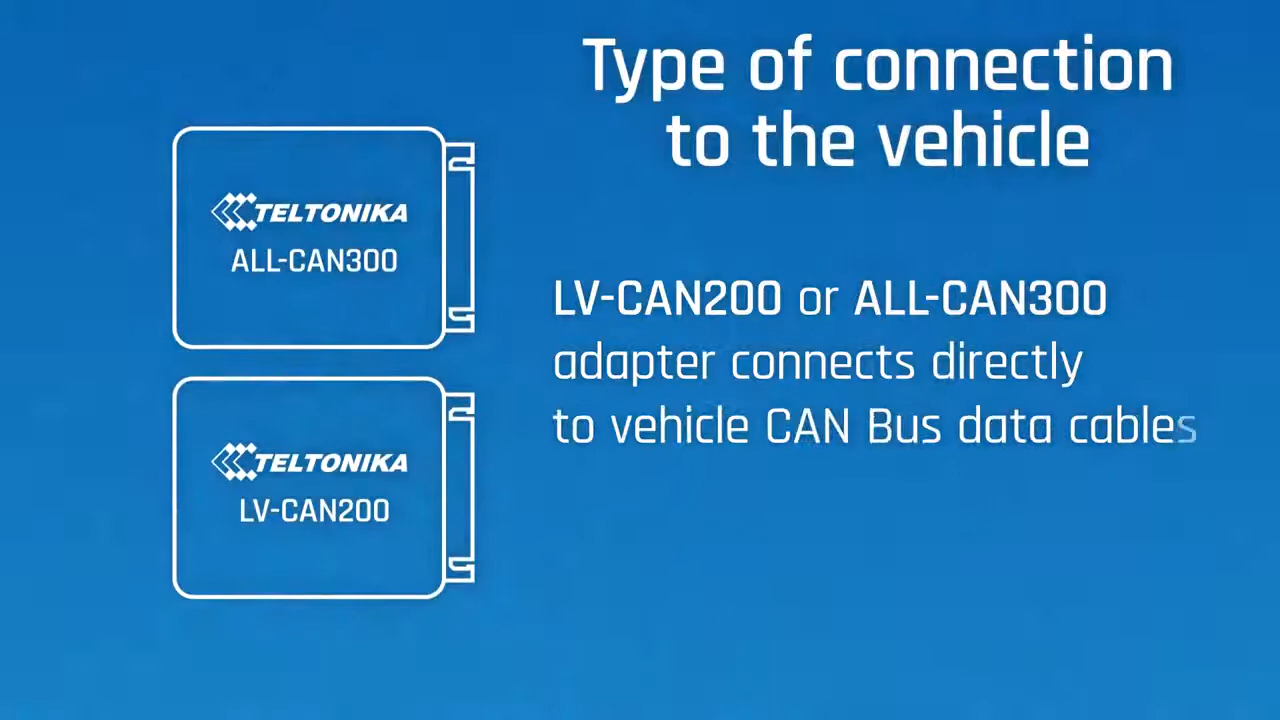 Type of connection
to the vehicle
TELTONIKA
ALL-CAN300
LV-CAN200 or ALL-CAN300
adapter connects directly
to vehicle CAN Bus data cables
TELTONIKA
LV-CAN200